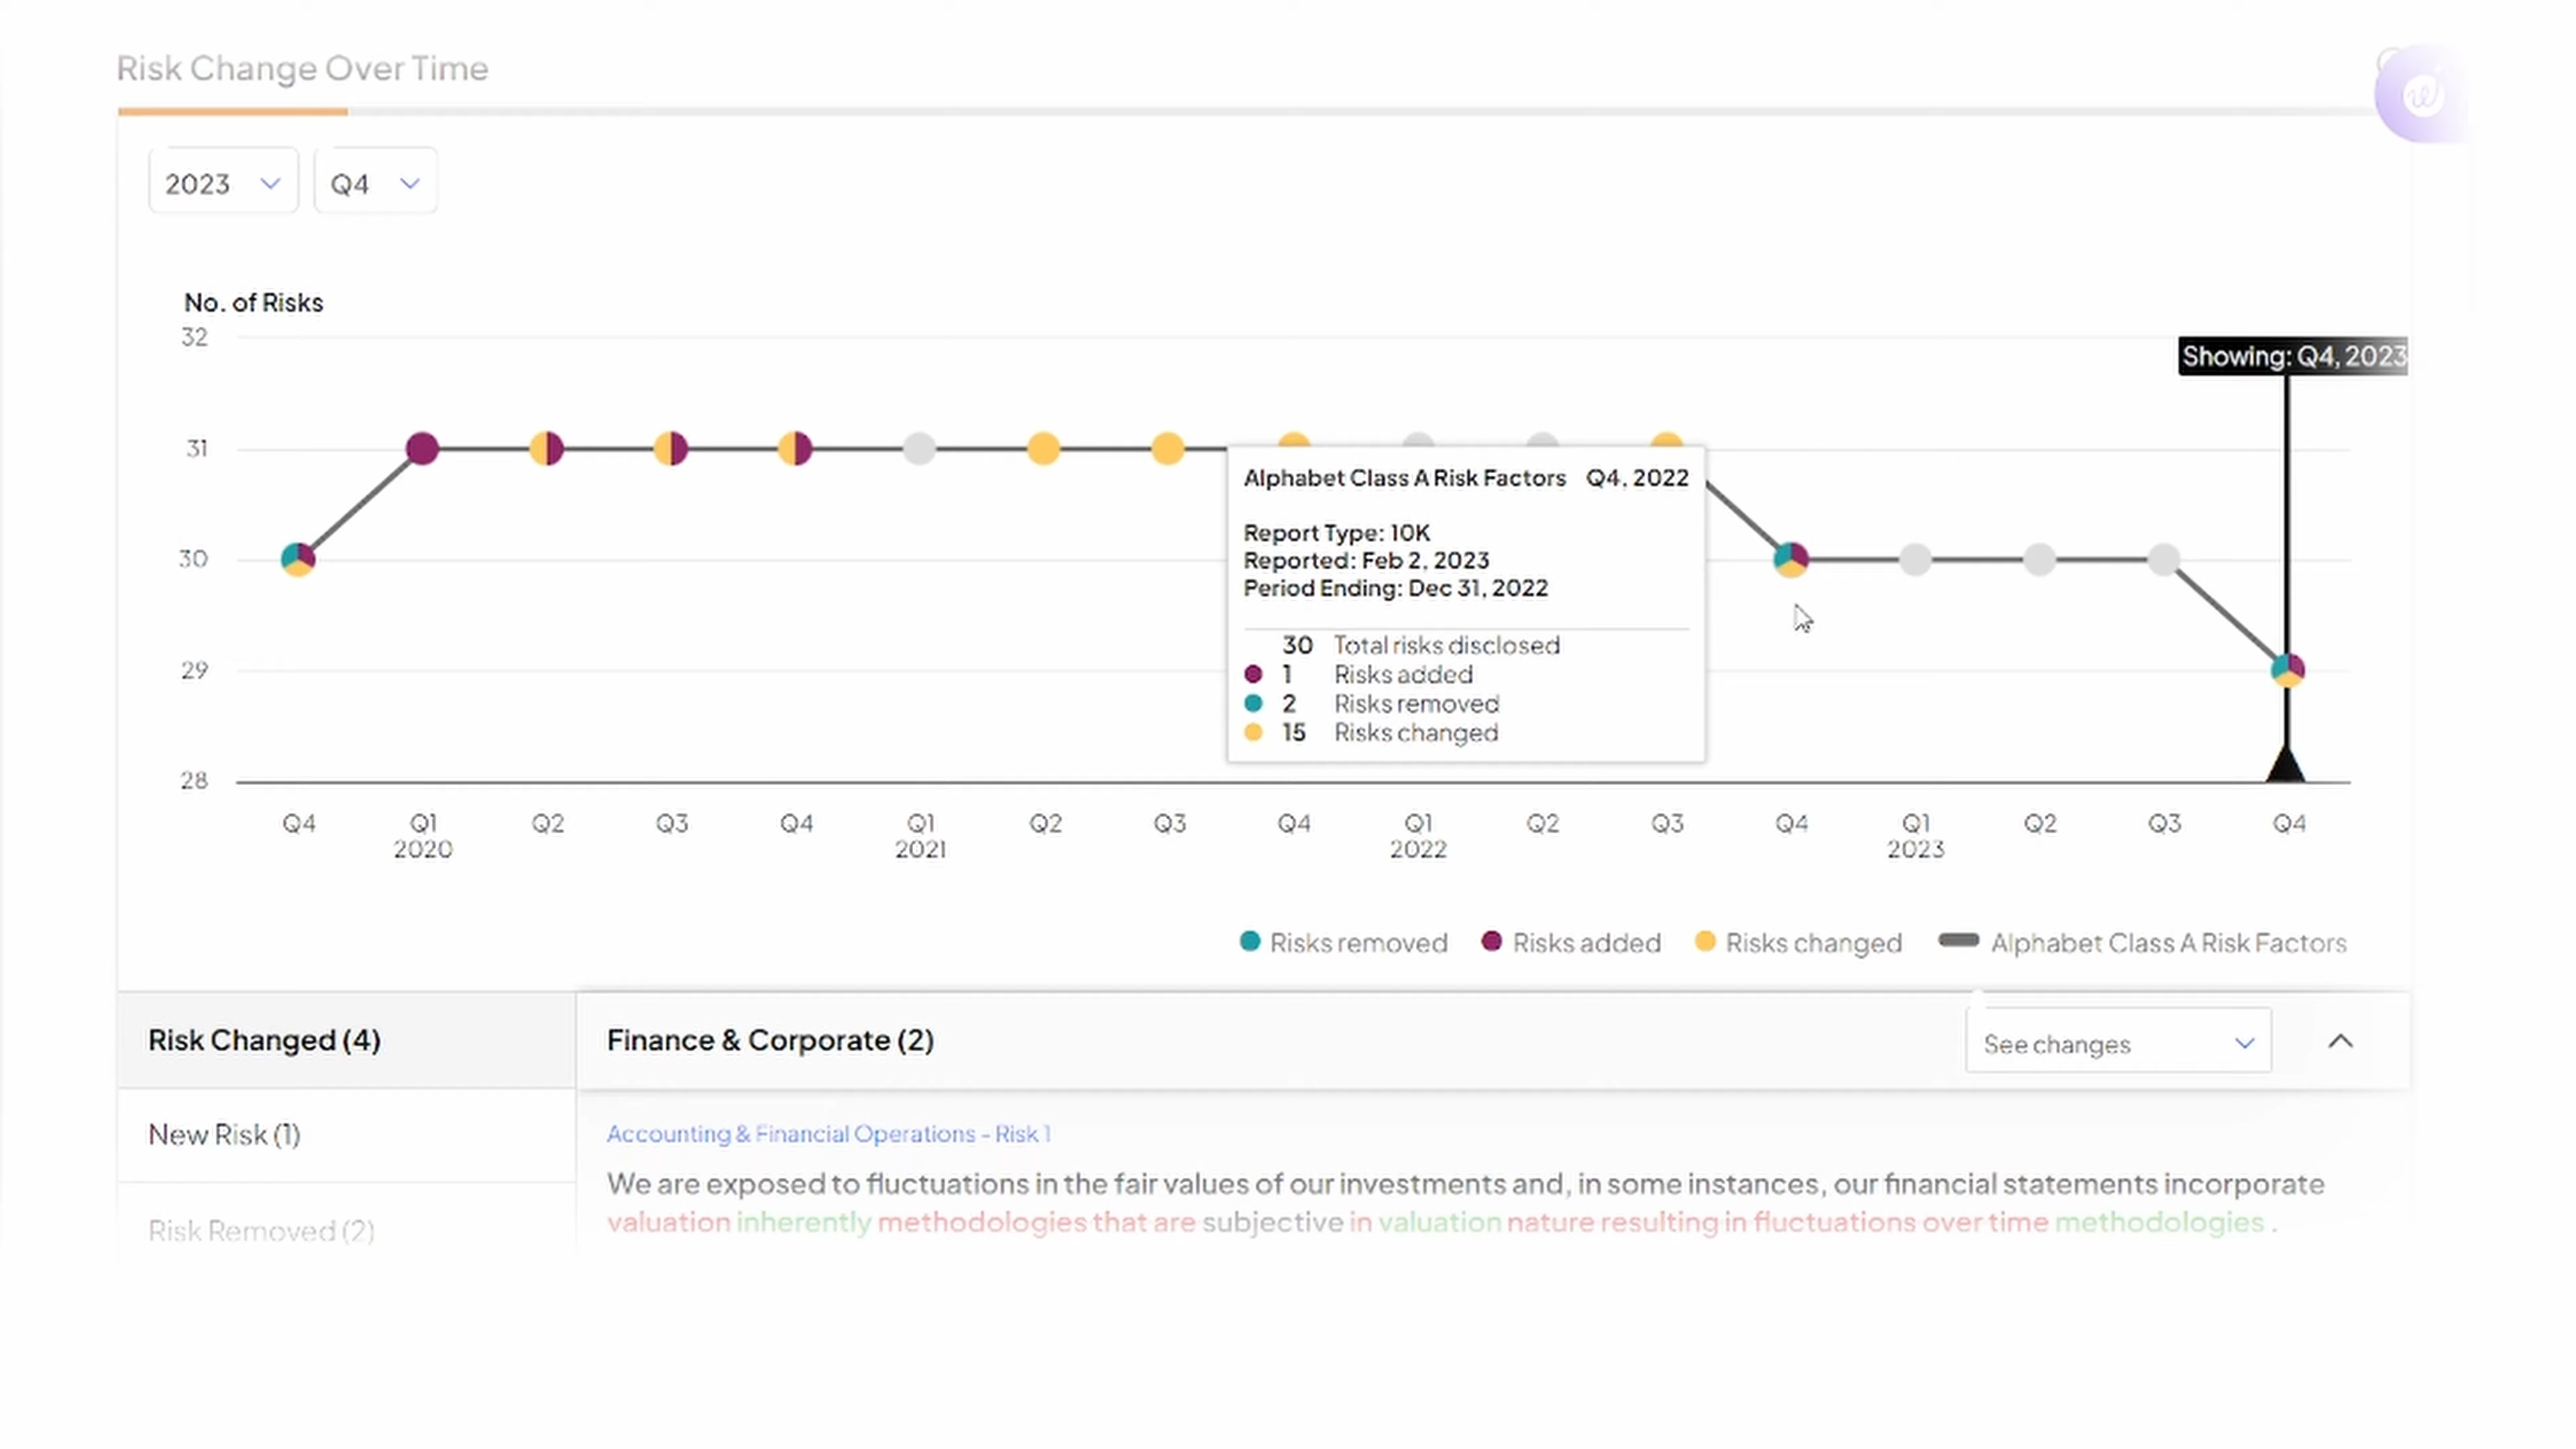 Risk Change Over Time
2023
Q4
No. of Risks
32
31
30
29
28
Showing: Q4, 2023
Alphabet Class A Risk Factors Q4, 2022
Report Type: 10K
Reported: Feb 2, 2023
Period Ending: Dec 31, 2022
30 Total risks disclosed
1 Risks added
2 Risks removed
15 Risks changed
Q4 Q1 Q2 Q3 Q4 Q1 Q2 Q3 Q4 Q1 Q2 Q3 Q4 Q1 Q2 Q3 Q4
2020 2021 2022 2023
Risks removed Risks added Risks changed Alphabet Class A Risk Factors
Risk Changed (4)
New Risk (1)
Risk Removed (2)
Finance & Corporate (2)
See changes
Accounting & Financial Operations - Risk 1
We are exposed to fluctuations in the fair values of our investments and, in some instances, our financial statements incorporate
valuation inherently methodologies that are subjective in valuation nature resulting in fluctuations over time methodologies .